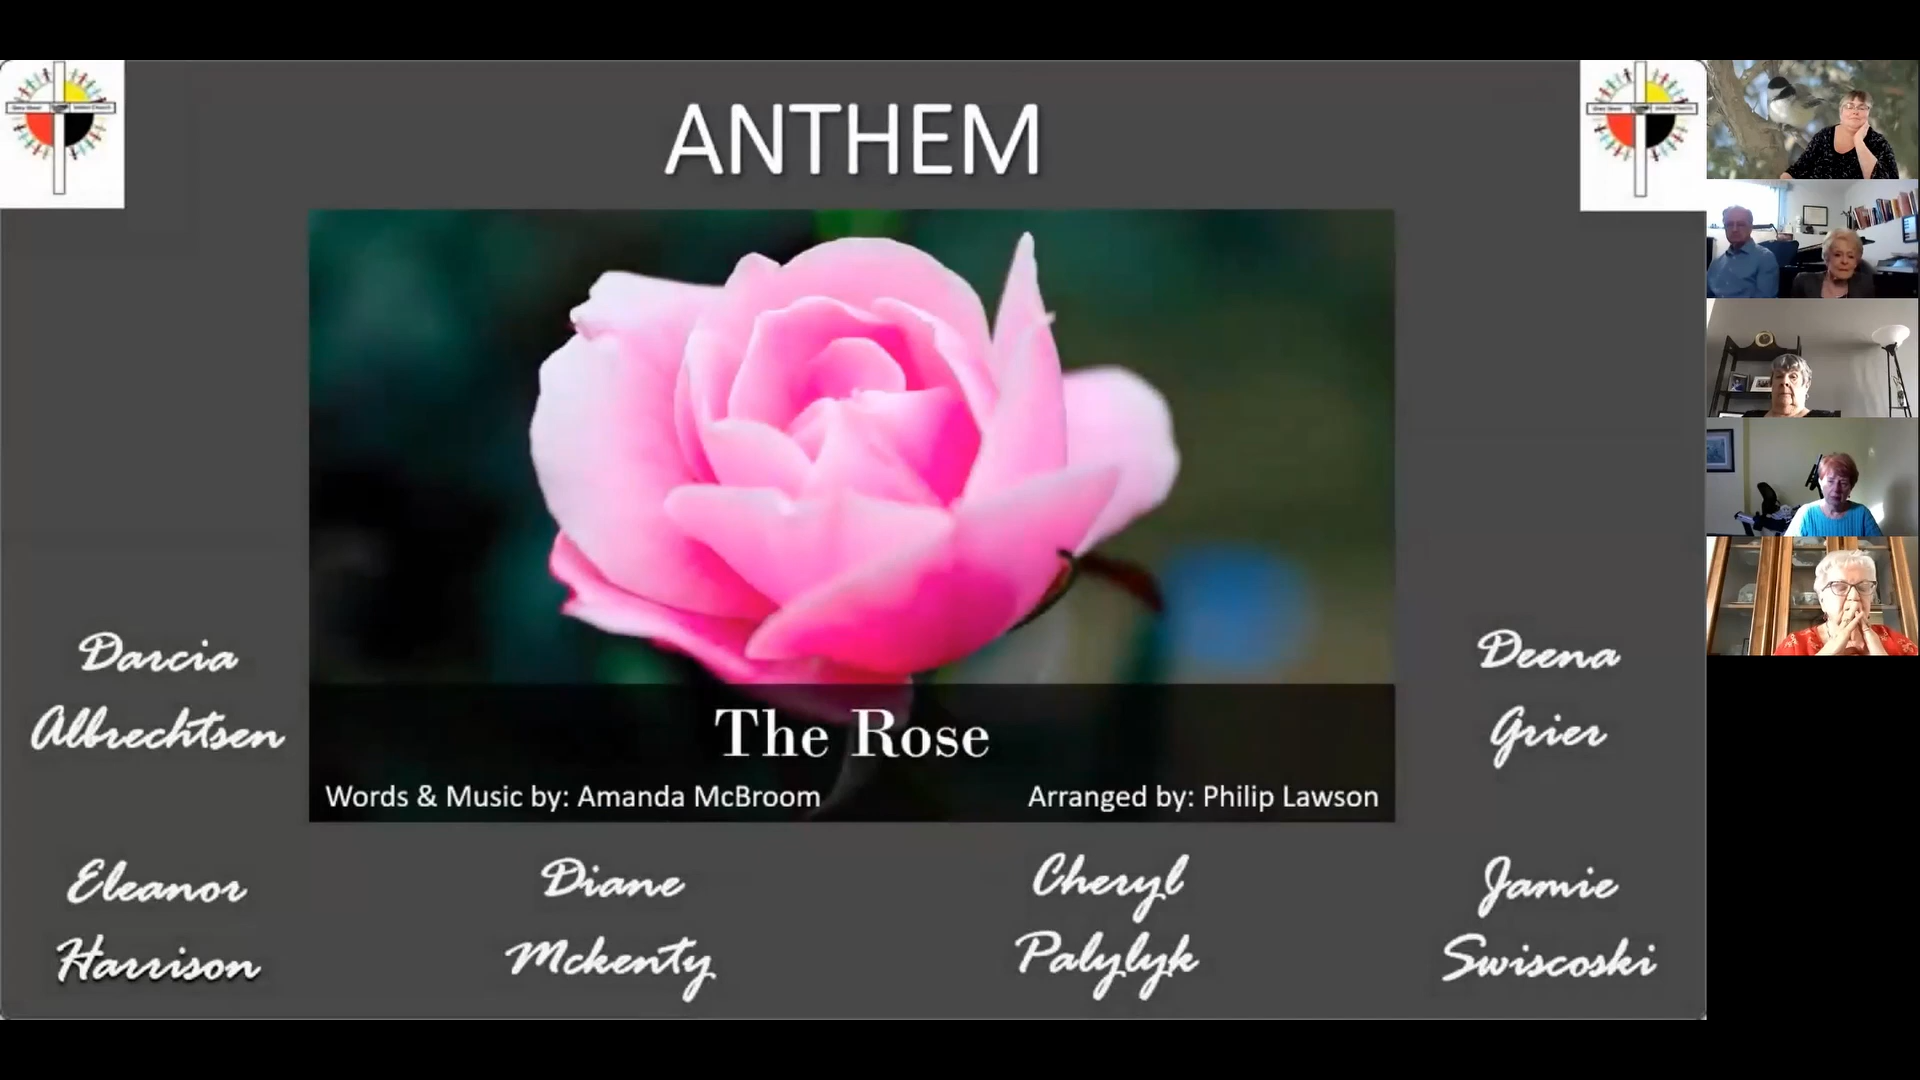 ANTHEM
The Rose
Words & Music by: Amanda McBroom
Arranged by: Philip Lawson
Darcia
Albrechtsen
Deena
Grier
Eleanor
Harrison
Diane
Mckenty
Cheryl
Palylyk
Jamie
Swiscoski